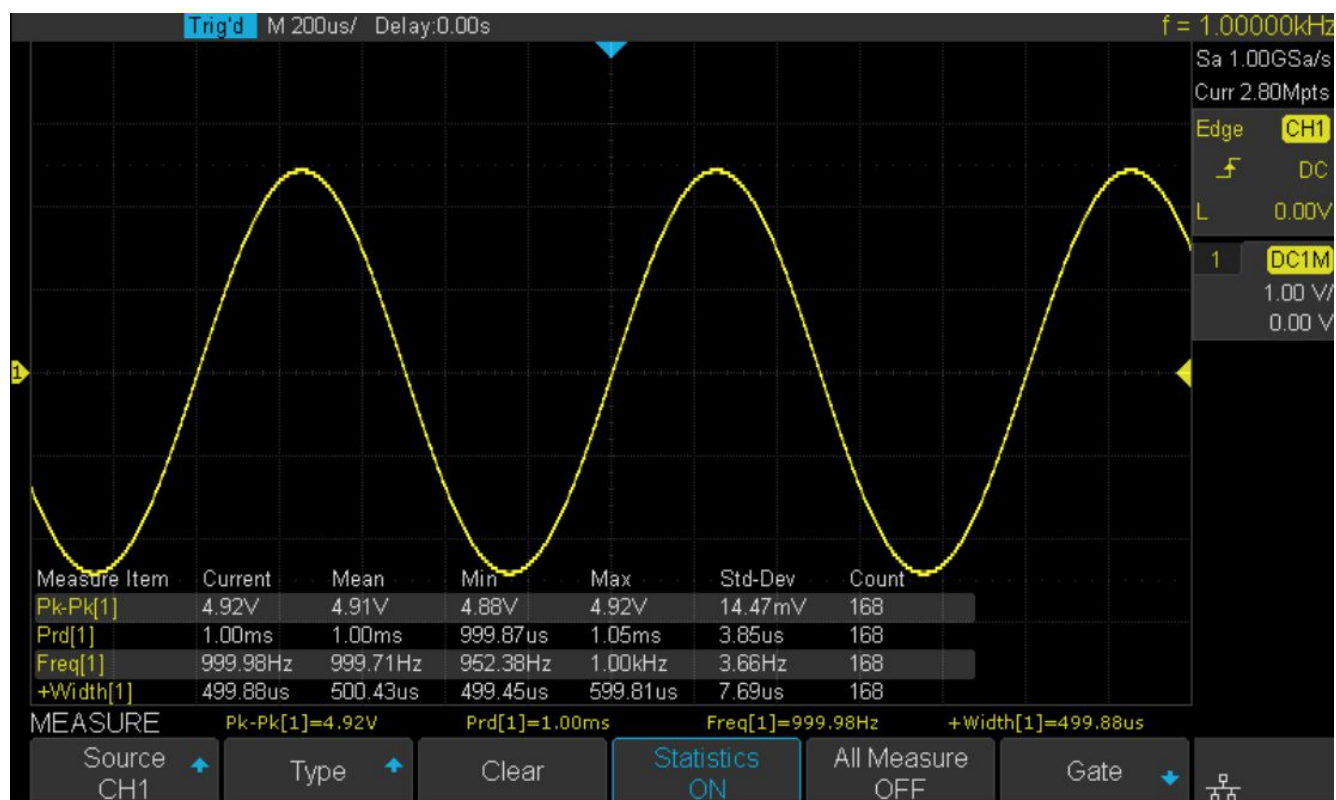 Trig'd M 200us/ Delay:0.00s f = 1.00000kHz
Sa 1.00GSa/s
Curr 2.80Mpts
Edge CH1
DC
L 0.00V
1 DC1M
1.00 V/
0.00 V
1
Measure Item Current Mean Min Max Std-Dev Count
Pk-Pk[1] 4.92V 4.91V 4.88V 4.92V 14.47mV 168
Prd[1] 1.00ms 1.00ms 999.87us 1.05ms 3.85us 168
Freq[1] 999.98Hz 999.71Hz 952.38Hz 1.00kHz 3.66Hz 168
+Width[1] 499.88us 500.43us 499.45us 599.81us 7.69us 168
MEASURE Pk-Pk[1]=4.92V Prd[1]=1.00ms Freq[1]=999.98Hz +Width[1]=499.88us
Source Type Clear Statistics All Measure Gate
CH1 ON OFF